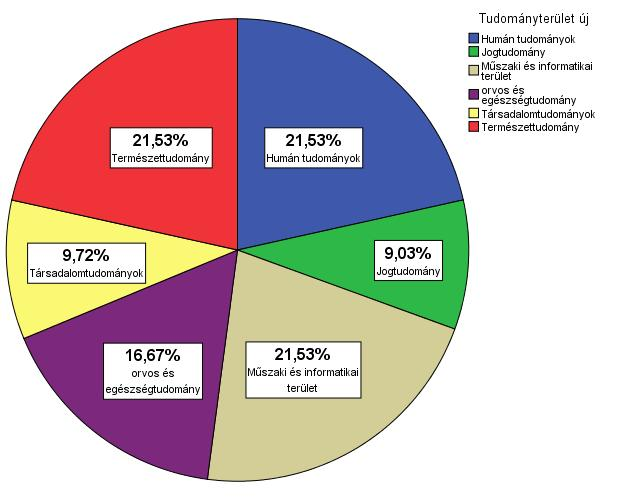 Tudományterület új
Humán tudományok
Jogtudomány
Műszaki és informatikai
terület
orvos és
egészségtudomány
Társadalomtudományok
Természettudomány
21,53%
Természettudomány
21,53%
Humán tudományok
9,72%
Társadalomtudományok
9,03%
Jogtudomány
16,67%
orvos és
egészségtudomány
21,53%
Műszaki és informatikai
terület